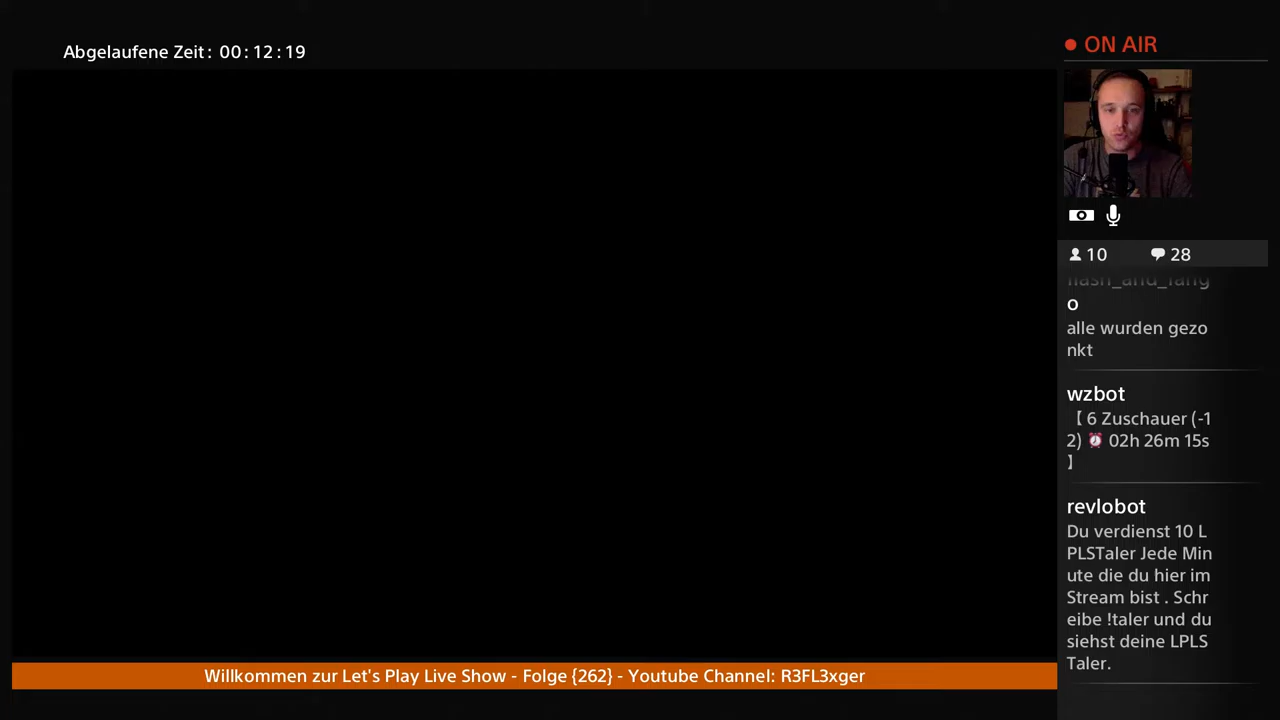 Abgelaufene Zeit: 00:12:19
ON AIR
10 28
o
alle wurden gezo
nkt
wzbot
【 6 Zuschauer (-1
2) ⏰ 02h 26m 15s
】
revlobot
Du verdienst 10 L
PLSTaler Jede Min
ute die du hier im
Stream bist . Schr
eibe !taler und du
siehst deine LPLS
Taler.
Willkommen zur Let's Play Live Show - Folge {262} - Youtube Channel: R3FL3xger